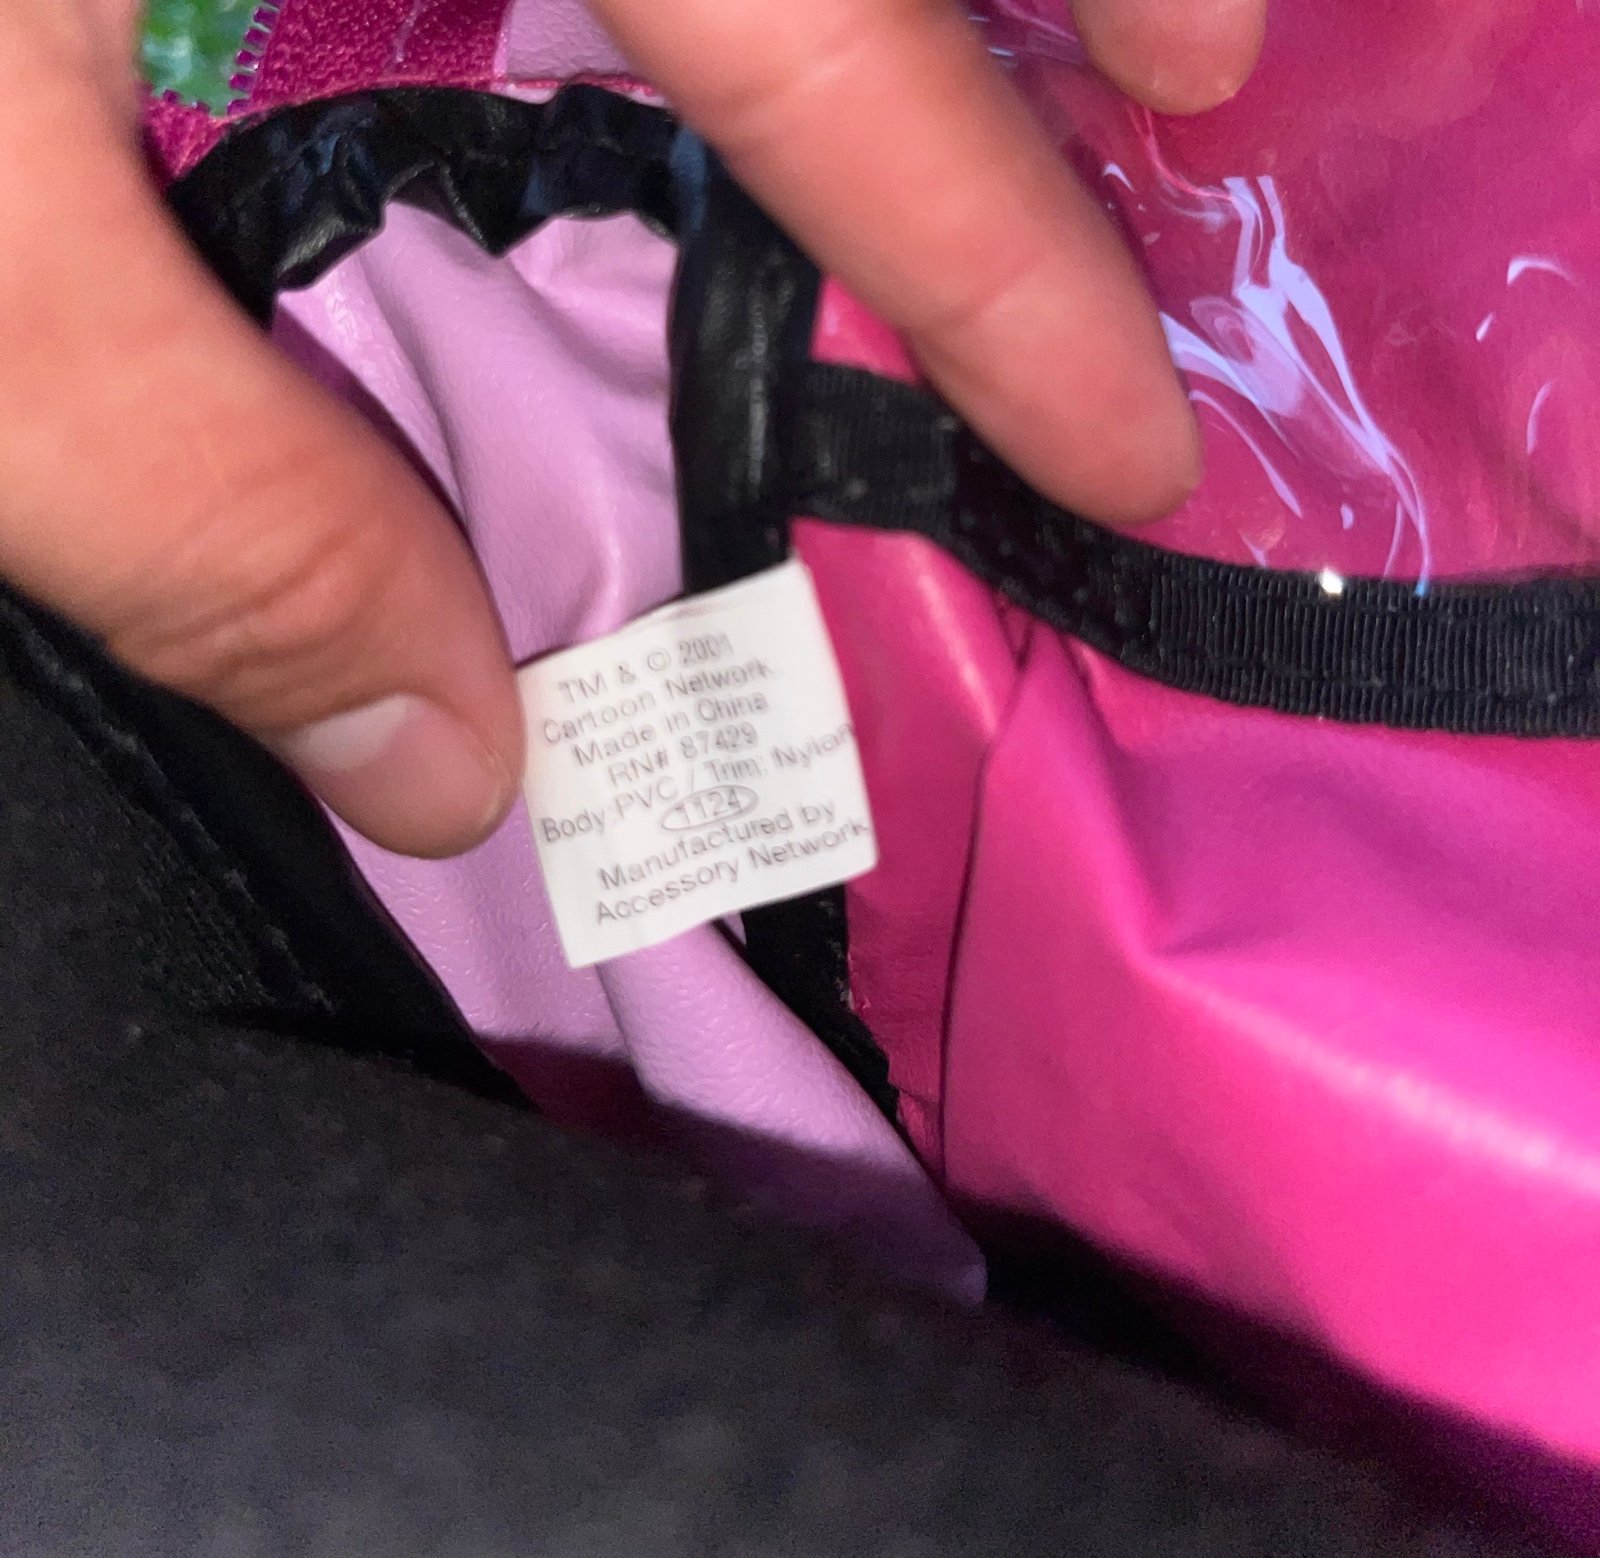 TM & © 2001
Cartoon Network
Made in China
RN# 87429
Body: PVC / Trim: Nylon
1124
Manufactured by
Accessory Network